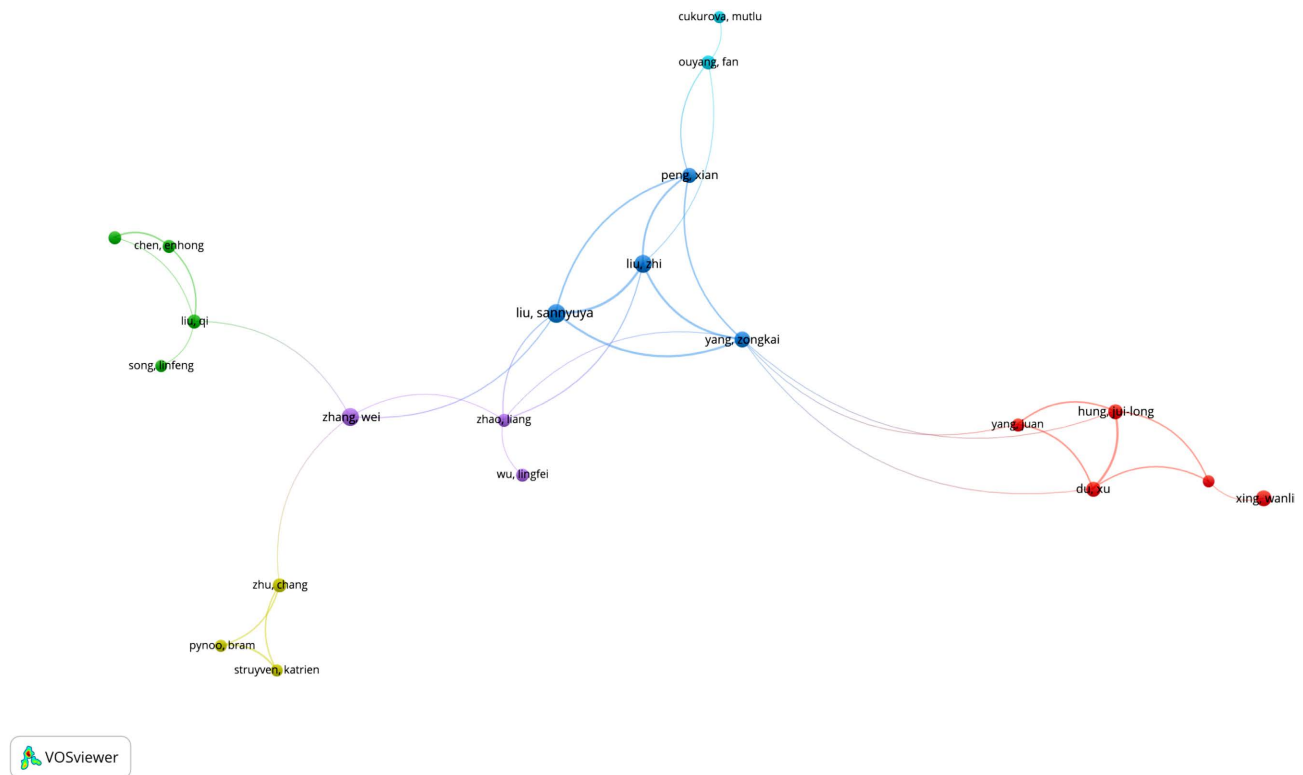 cukurova, mutlu
ouyang, fan
peng, xian
chen, enhong
liu, zhi
liu, sannyuya
liu, qi
yang, zongkai
song, linfeng
hung, jui-long
zhang, wei
zhao, liang
yang, juan
wu, lingfei
du, xu
xing, wanli
zhu, chang
pynoo, bram
struyven, katrien
VOSviewer